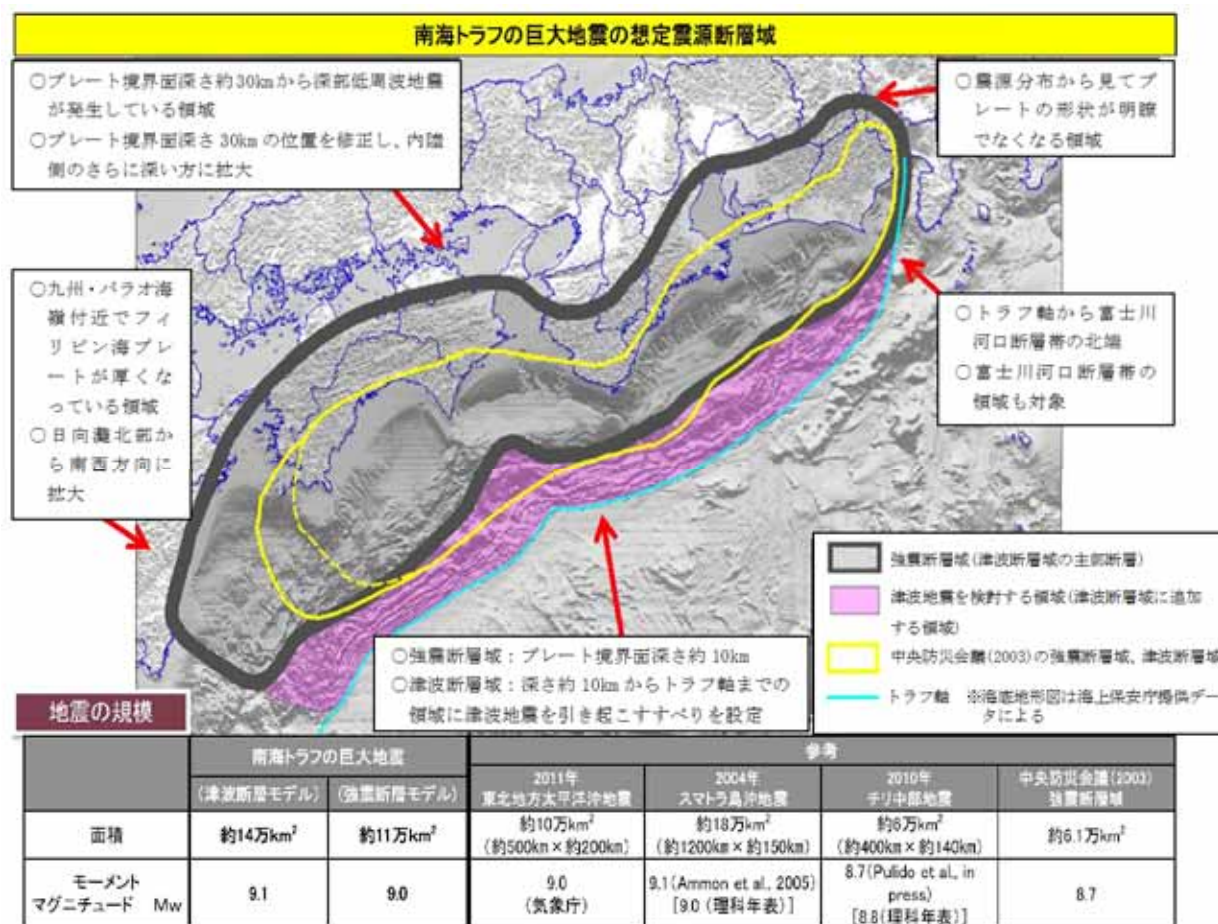 南海トラフの巨大地震の想定震源断層域
○プレート境界面深さ約30kmから深部低周波地震
が発生している領域
○プレート境界面深さ30kmの位置を修正し、内陸
側のさらに深い方に拡大
○震源分布から見てプ
レートの形状が明瞭
でなくなる領域
○九州・パラオ海
嶺付近でフィ
リピン海プレ
ートが厚くな
っている領域
○日向灘北部か
ら南西方向に
拡大
○トラフ軸から富士川
河口断層帯の北端
○富士川河口断層帯の
領域も対象
○強震断層域：プレート境界面深さ約10km
○津波断層域：深さ約10kmからトラフ軸までの
領域に津波地震を引き起こすすべりを設定
強震断層域(津波断層域の主部断層)
津波地震を検討する領域(津波断層域に追加
する領域)
中央防災会議(2003)の強震断層域、津波断層域
トラフ軸 ※海底地形図は海上保安庁提供デー
タによる
地震の規模
南海トラフの巨大地震 参考
(津波断層モデル) (強震断層モデル) 2011年 2004年 2010年 中央防災会議(2003)
東北地方太平洋沖地震 スマトラ島沖地震 チリ中部地震 強震断層域
面積 約14万km² 約11万km² 約10万km² 約18万km² 約6万km² 約6.1万km²
(約500km×約200km) (約1200km×約150km) (約400km×約140km)
モーメント
マグニチュード Mw 9.1 9.0 9.0 9.1(Ammon et al., 2005) 8.7(Pulido et al., in 8.7
(気象庁) [9.0 (理科年表)] press)
[8.8(理科年表)]